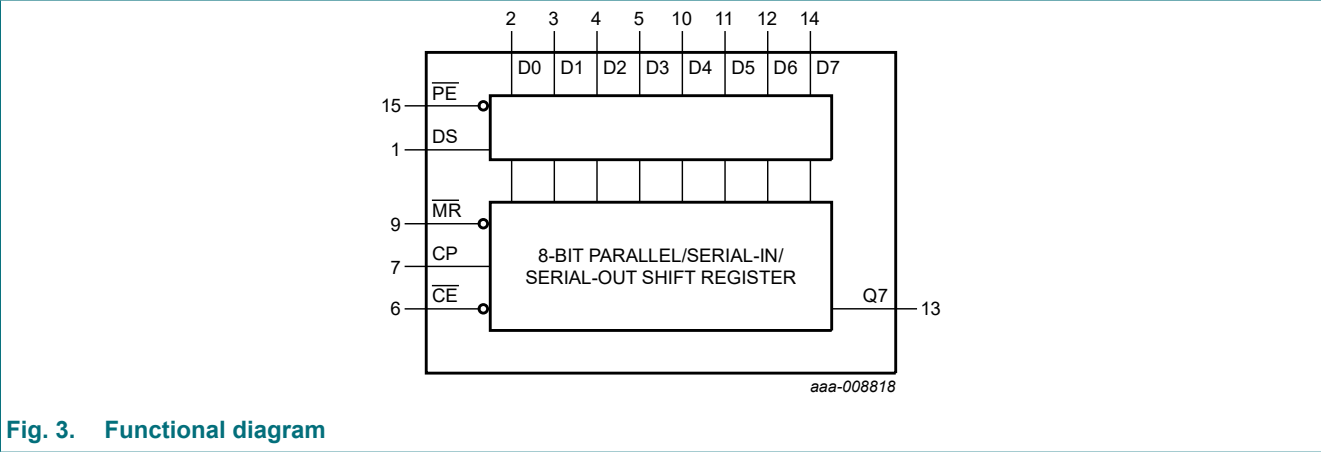 2 3 4 5 10 11 12 14
D0 D1 D2 D3 D4 D5 D6 D7
15 PE
1 DS
9 MR
7 CP
6 CE
8-BIT PARALLEL/SERIAL-IN/
SERIAL-OUT SHIFT REGISTER
Q7 13
aaa-008818
Fig. 3. Functional diagram